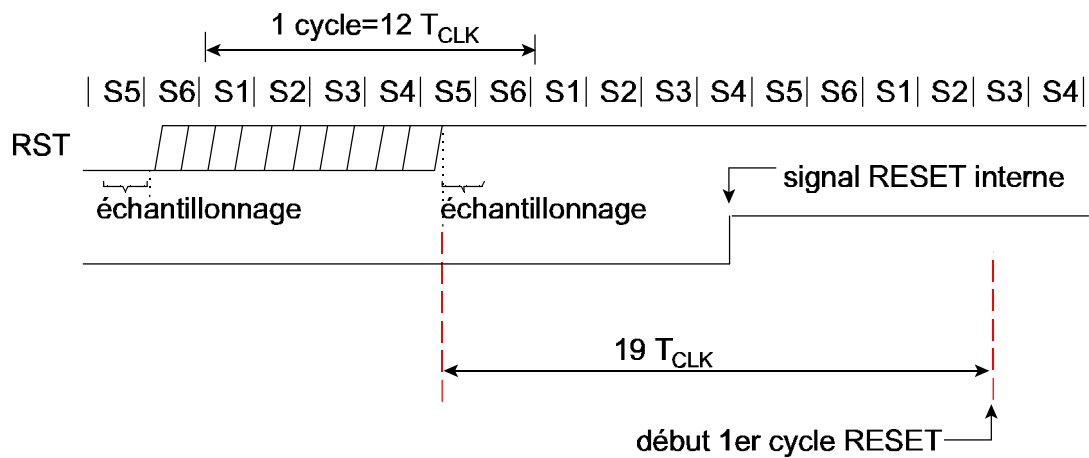 1 cycle=12 TCLK
| S5| S6| S1| S2| S3| S4| S5| S6| S1| S2| S3| S4| S5| S6| S1| S2| S3| S4|
RST
signal RESET interne
échantillonnage échantillonnage
19 TCLK
début 1er cycle RESET